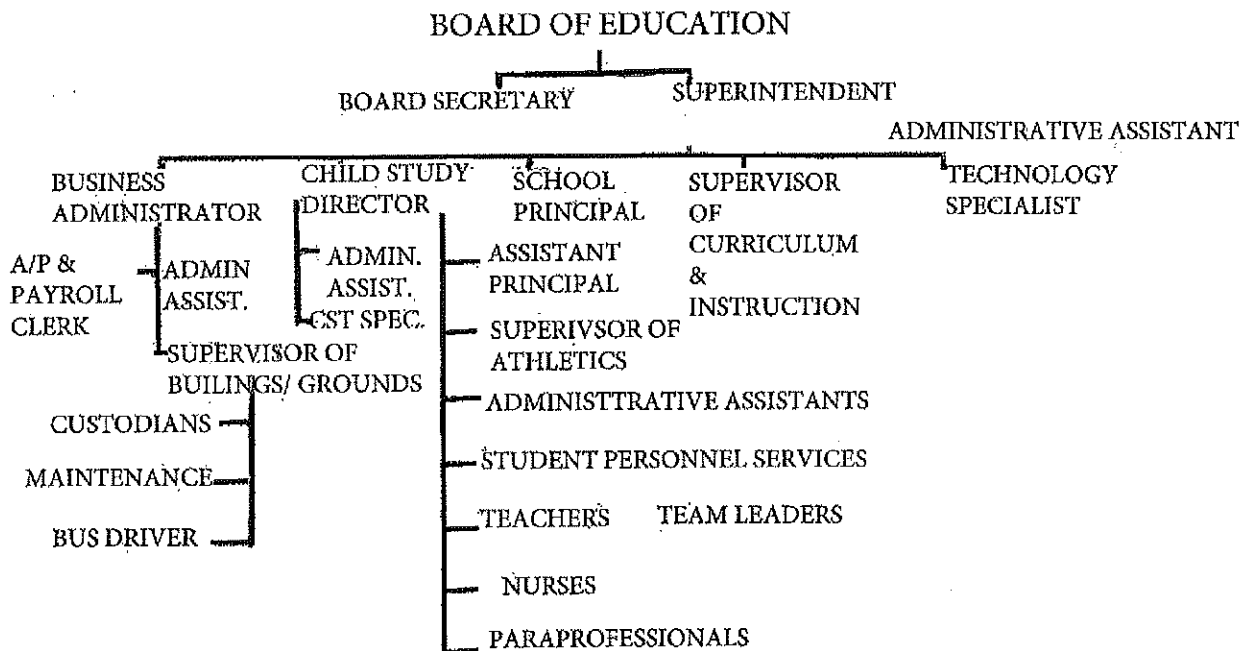 BOARD OF EDUCATION
BOARD SECRETARY
SUPERINTENDENT
ADMINISTRATIVE ASSISTANT
BUSINESS
ADMINISTRATOR
A/P &
PAYROLL
CLERK
ADMIN
ASSIST.
SUPERVISOR OF
BUILINGS/ GROUNDS
CUSTODIANS
MAINTENANCE
BUS DRIVER
CHILD STUDY
DIRECTOR
ADMIN.
ASSIST.
CST SPEC.
SCHOOL
PRINCIPAL
ASSISTANT
PRINCIPAL
SUPERIVSOR OF
ATHLETICS
ADMINISTTRATIVE ASSISTANTS
STUDENT PERSONNEL SERVICES
TEACHERS TEAM LEADERS
NURSES
PARAPROFESSIONALS
SUPERVISOR
OF
CURRICULUM
&
INSTRUCTION
TECHNOLOGY
SPECIALIST